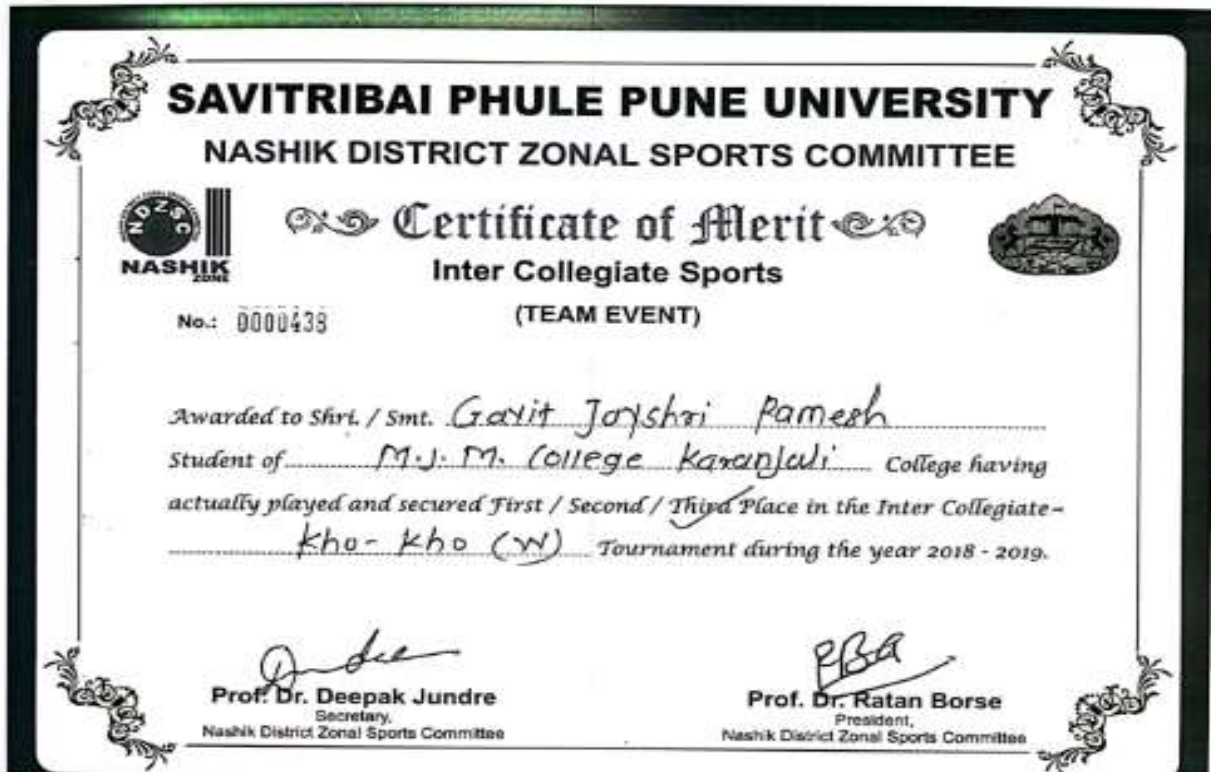 SAVITRIBAI PHULE PUNE UNIVERSITY
NASHIK DISTRICT ZONAL SPORTS COMMITTEE
NDZSC
NASHIK
ZONE
Certificate of Merit
Inter Collegiate Sports
(TEAM EVENT)
No.: 0000438
Awarded to Shri. / Smt. Gavit Jayshri Ramesh
Student of M.J.M. College Karanjali College having
actually played and secured First / Second / Third Place in the Inter Collegiate-
Kho-Kho (W) Tournament during the year 2018 - 2019.
Prof. Dr. Deepak Jundre
Secretary,
Nashik District Zonal Sports Committee
Prof. Dr. Ratan Borse
President,
Nashik District Zonal Sports Committee